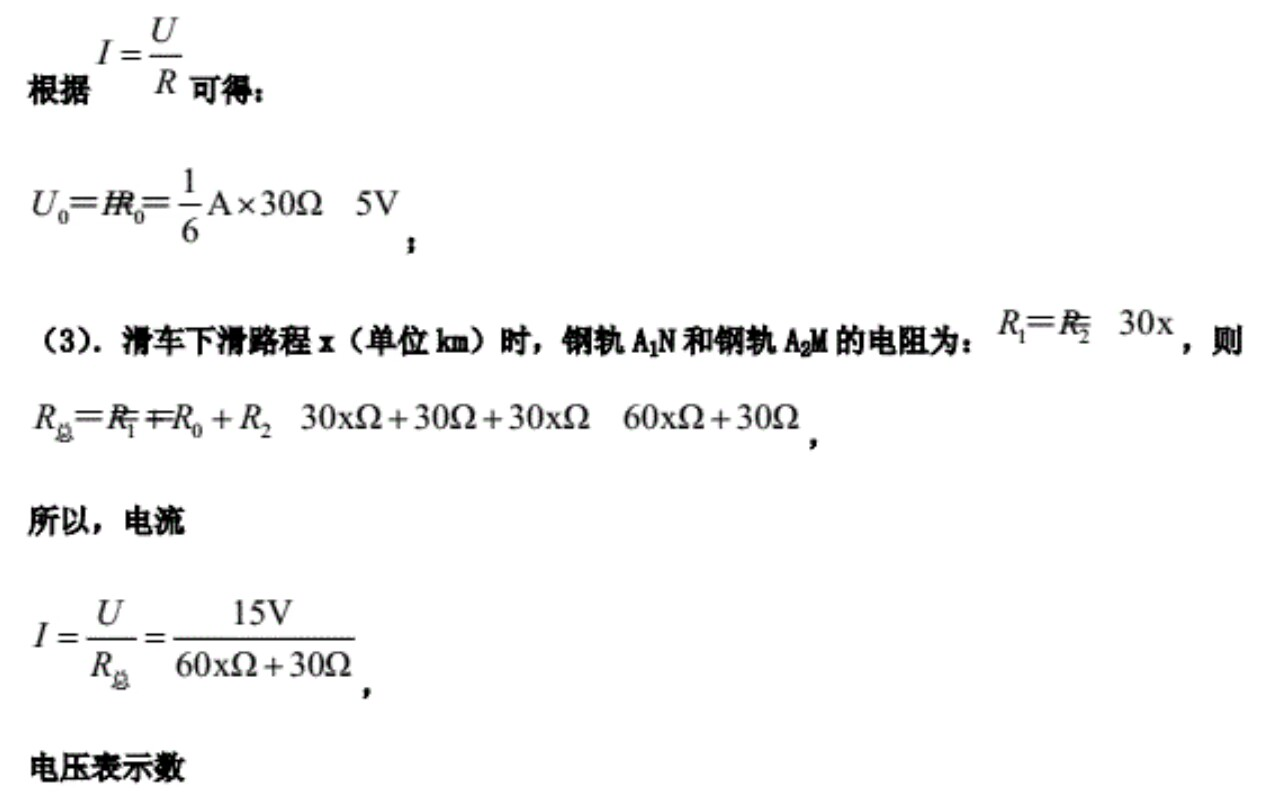 根据 I = U/R 可得：
U₀=IR₀= 1/6 A×30Ω 5V；
（3）．滑车下滑路程 x（单位 km）时，钢轨 A₁N 和钢轨 A₂M 的电阻为： R₁=R₂= 30x ，则
R总=R₁+=R₀+R₂ 30xΩ+30Ω+30xΩ 60xΩ+30Ω，
所以，电流
I = U/R总 = 15V/(60xΩ+30Ω)，
电压表示数